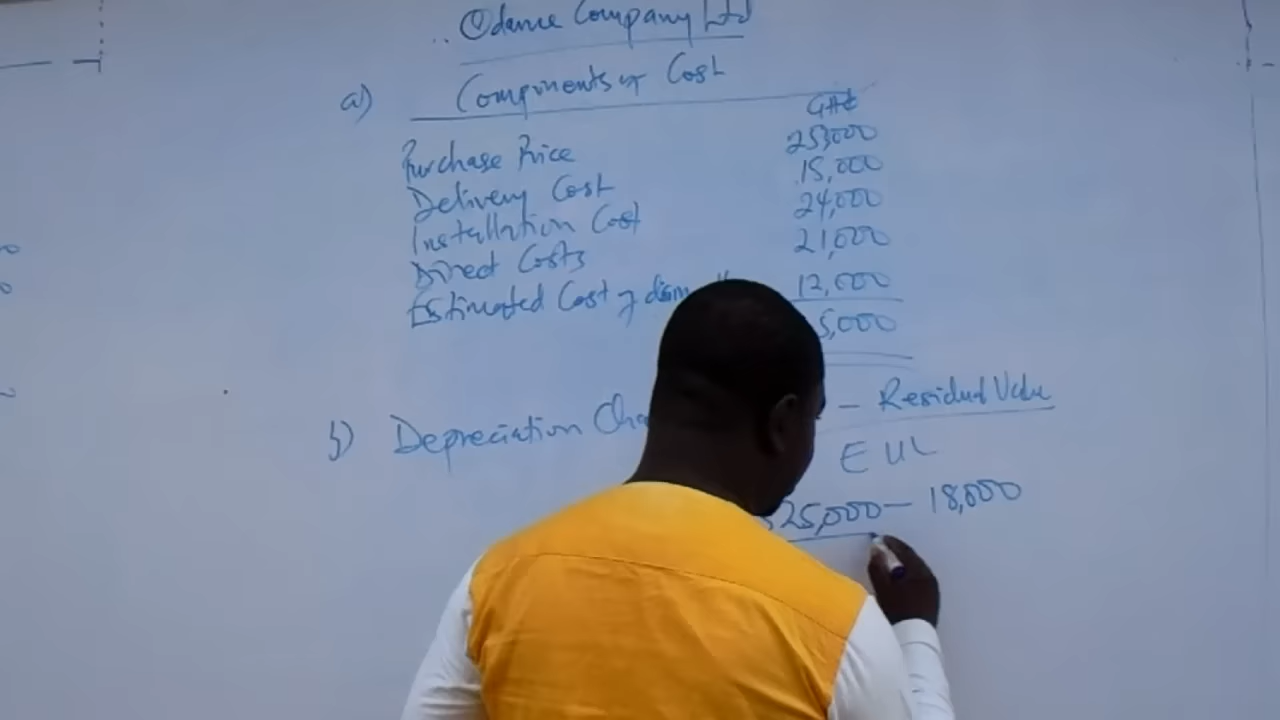 Odame Company Ltd
a) Components of Cost
GH¢
Purchase Price 253,000
Delivery Cost 15,000
Installation Cost 24,000
Direct Costs 21,000
Estimated Cost of dism 12,000
5,000
b) Depreciation Cha — Residual Value
EUL
325,000 — 18,000